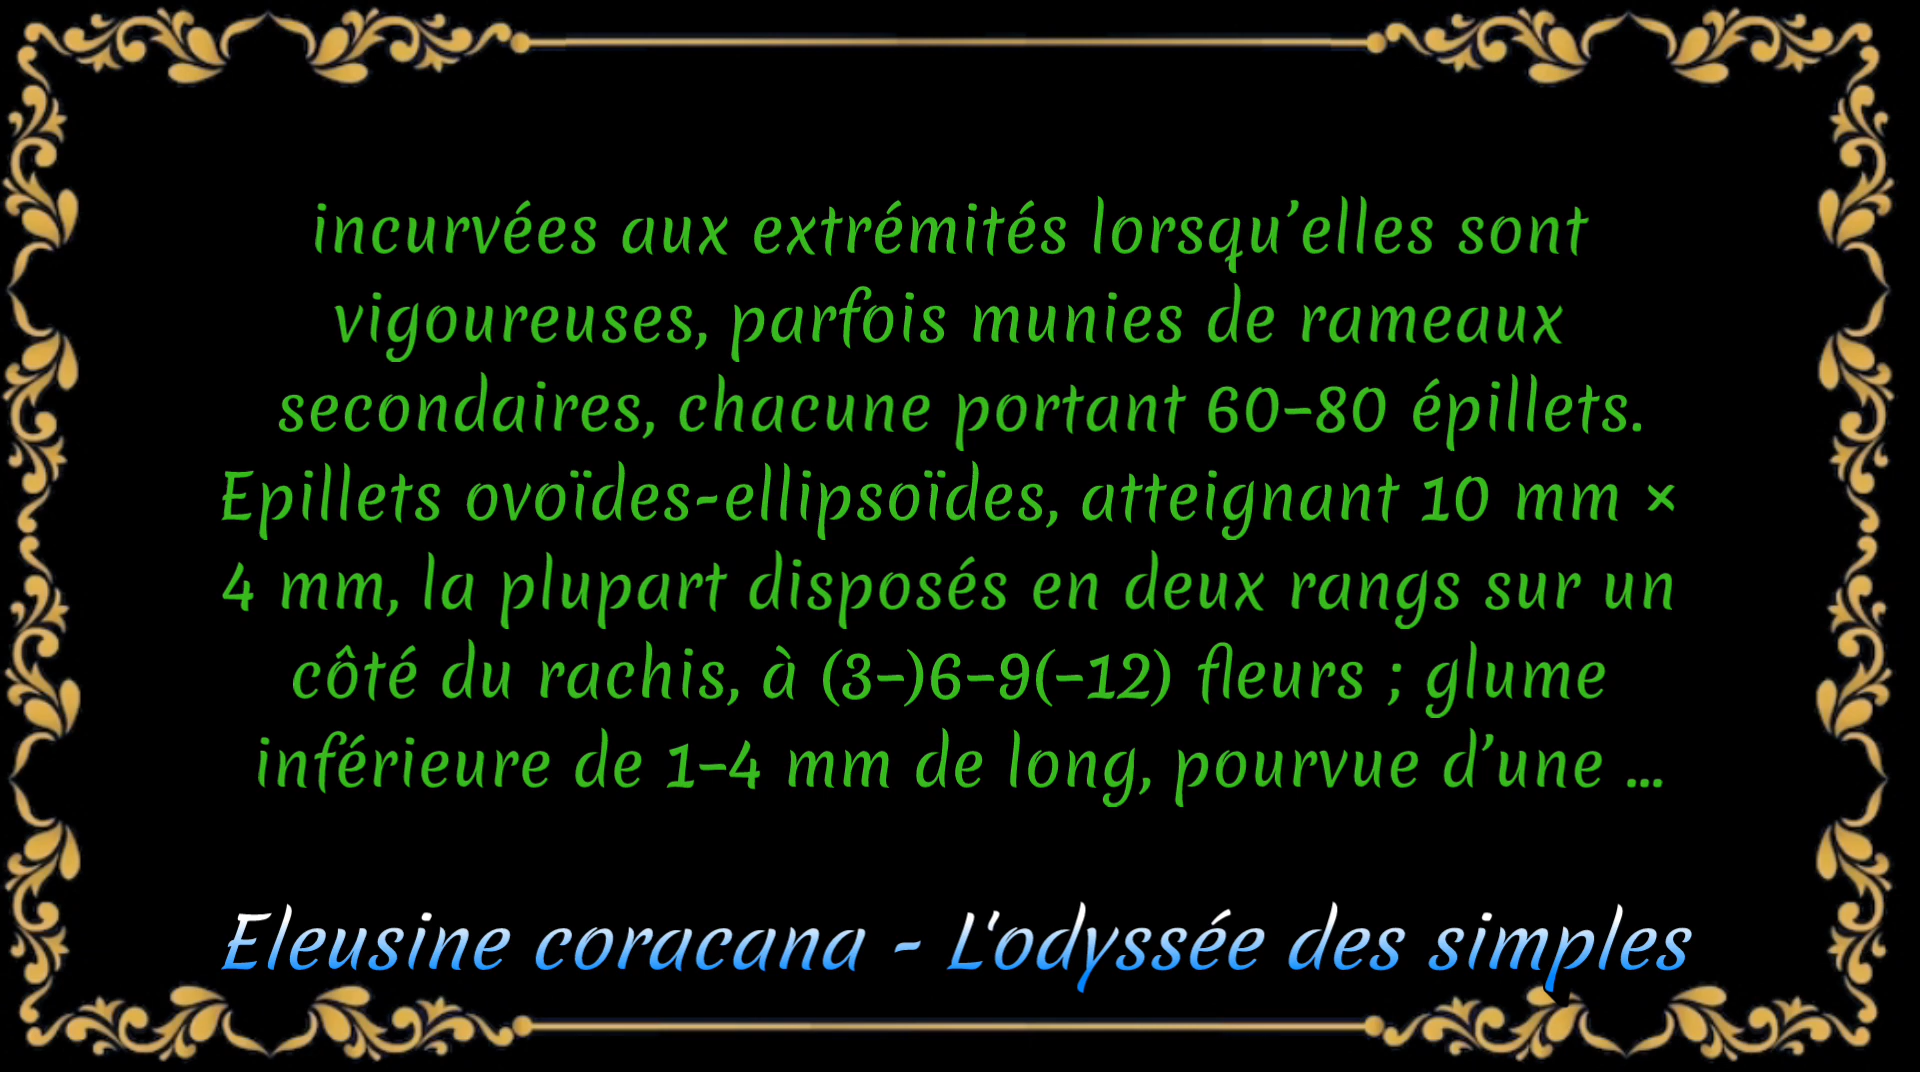 incurvées aux extrémités lorsqu’elles sont
vigoureuses, parfois munies de rameaux
secondaires, chacune portant 60–80 épillets.
Epillets ovoïdes-ellipsoïdes, atteignant 10 mm ×
4 mm, la plupart disposés en deux rangs sur un
côté du rachis, à (3–)6–9(–12) fleurs ; glume
inférieure de 1–4 mm de long, pourvue d’une ...
Eleusine coracana - L'odyssée des simples